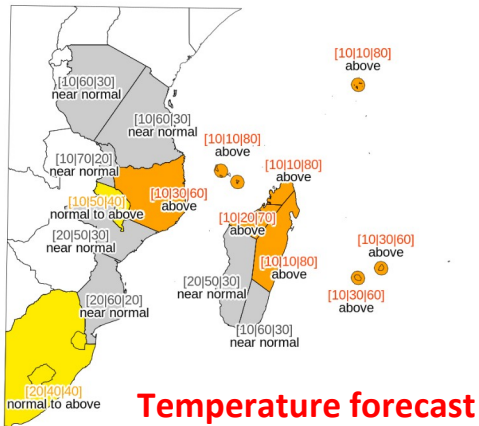 [10|10|80]
above
[10|60|30]
near normal
[10|60|30]
near normal
[10|10|80]
above
[10|70|20]
near normal
[10|10|80]
above
[10|50|40]
normal to above
[10|30|60]
above
[10|20|70]
above
[20|50|30]
near normal
[10|30|60]
above
[10|10|80]
above
[20|50|30]
near normal
[10|30|60]
above
[20|60|20]
near normal
[10|60|30]
near normal
[20|40|40]
normal to above
Temperature forecast